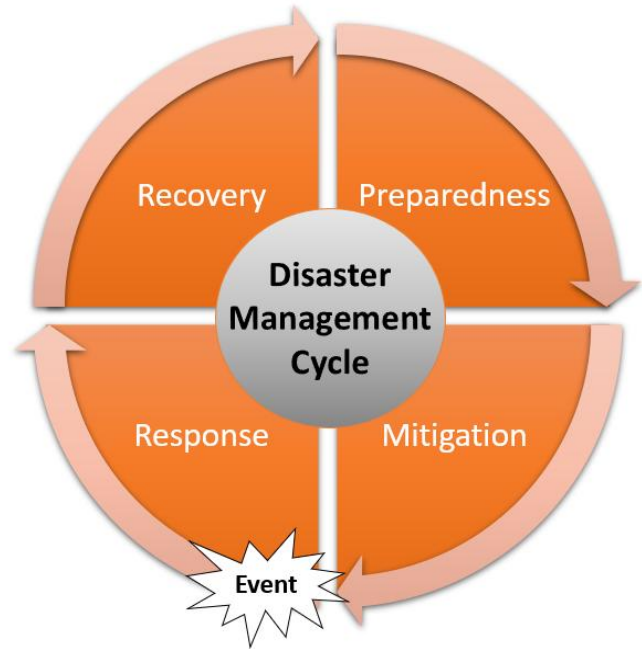 Recovery
Preparedness
Disaster
Management
Cycle
Response
Mitigation
Event